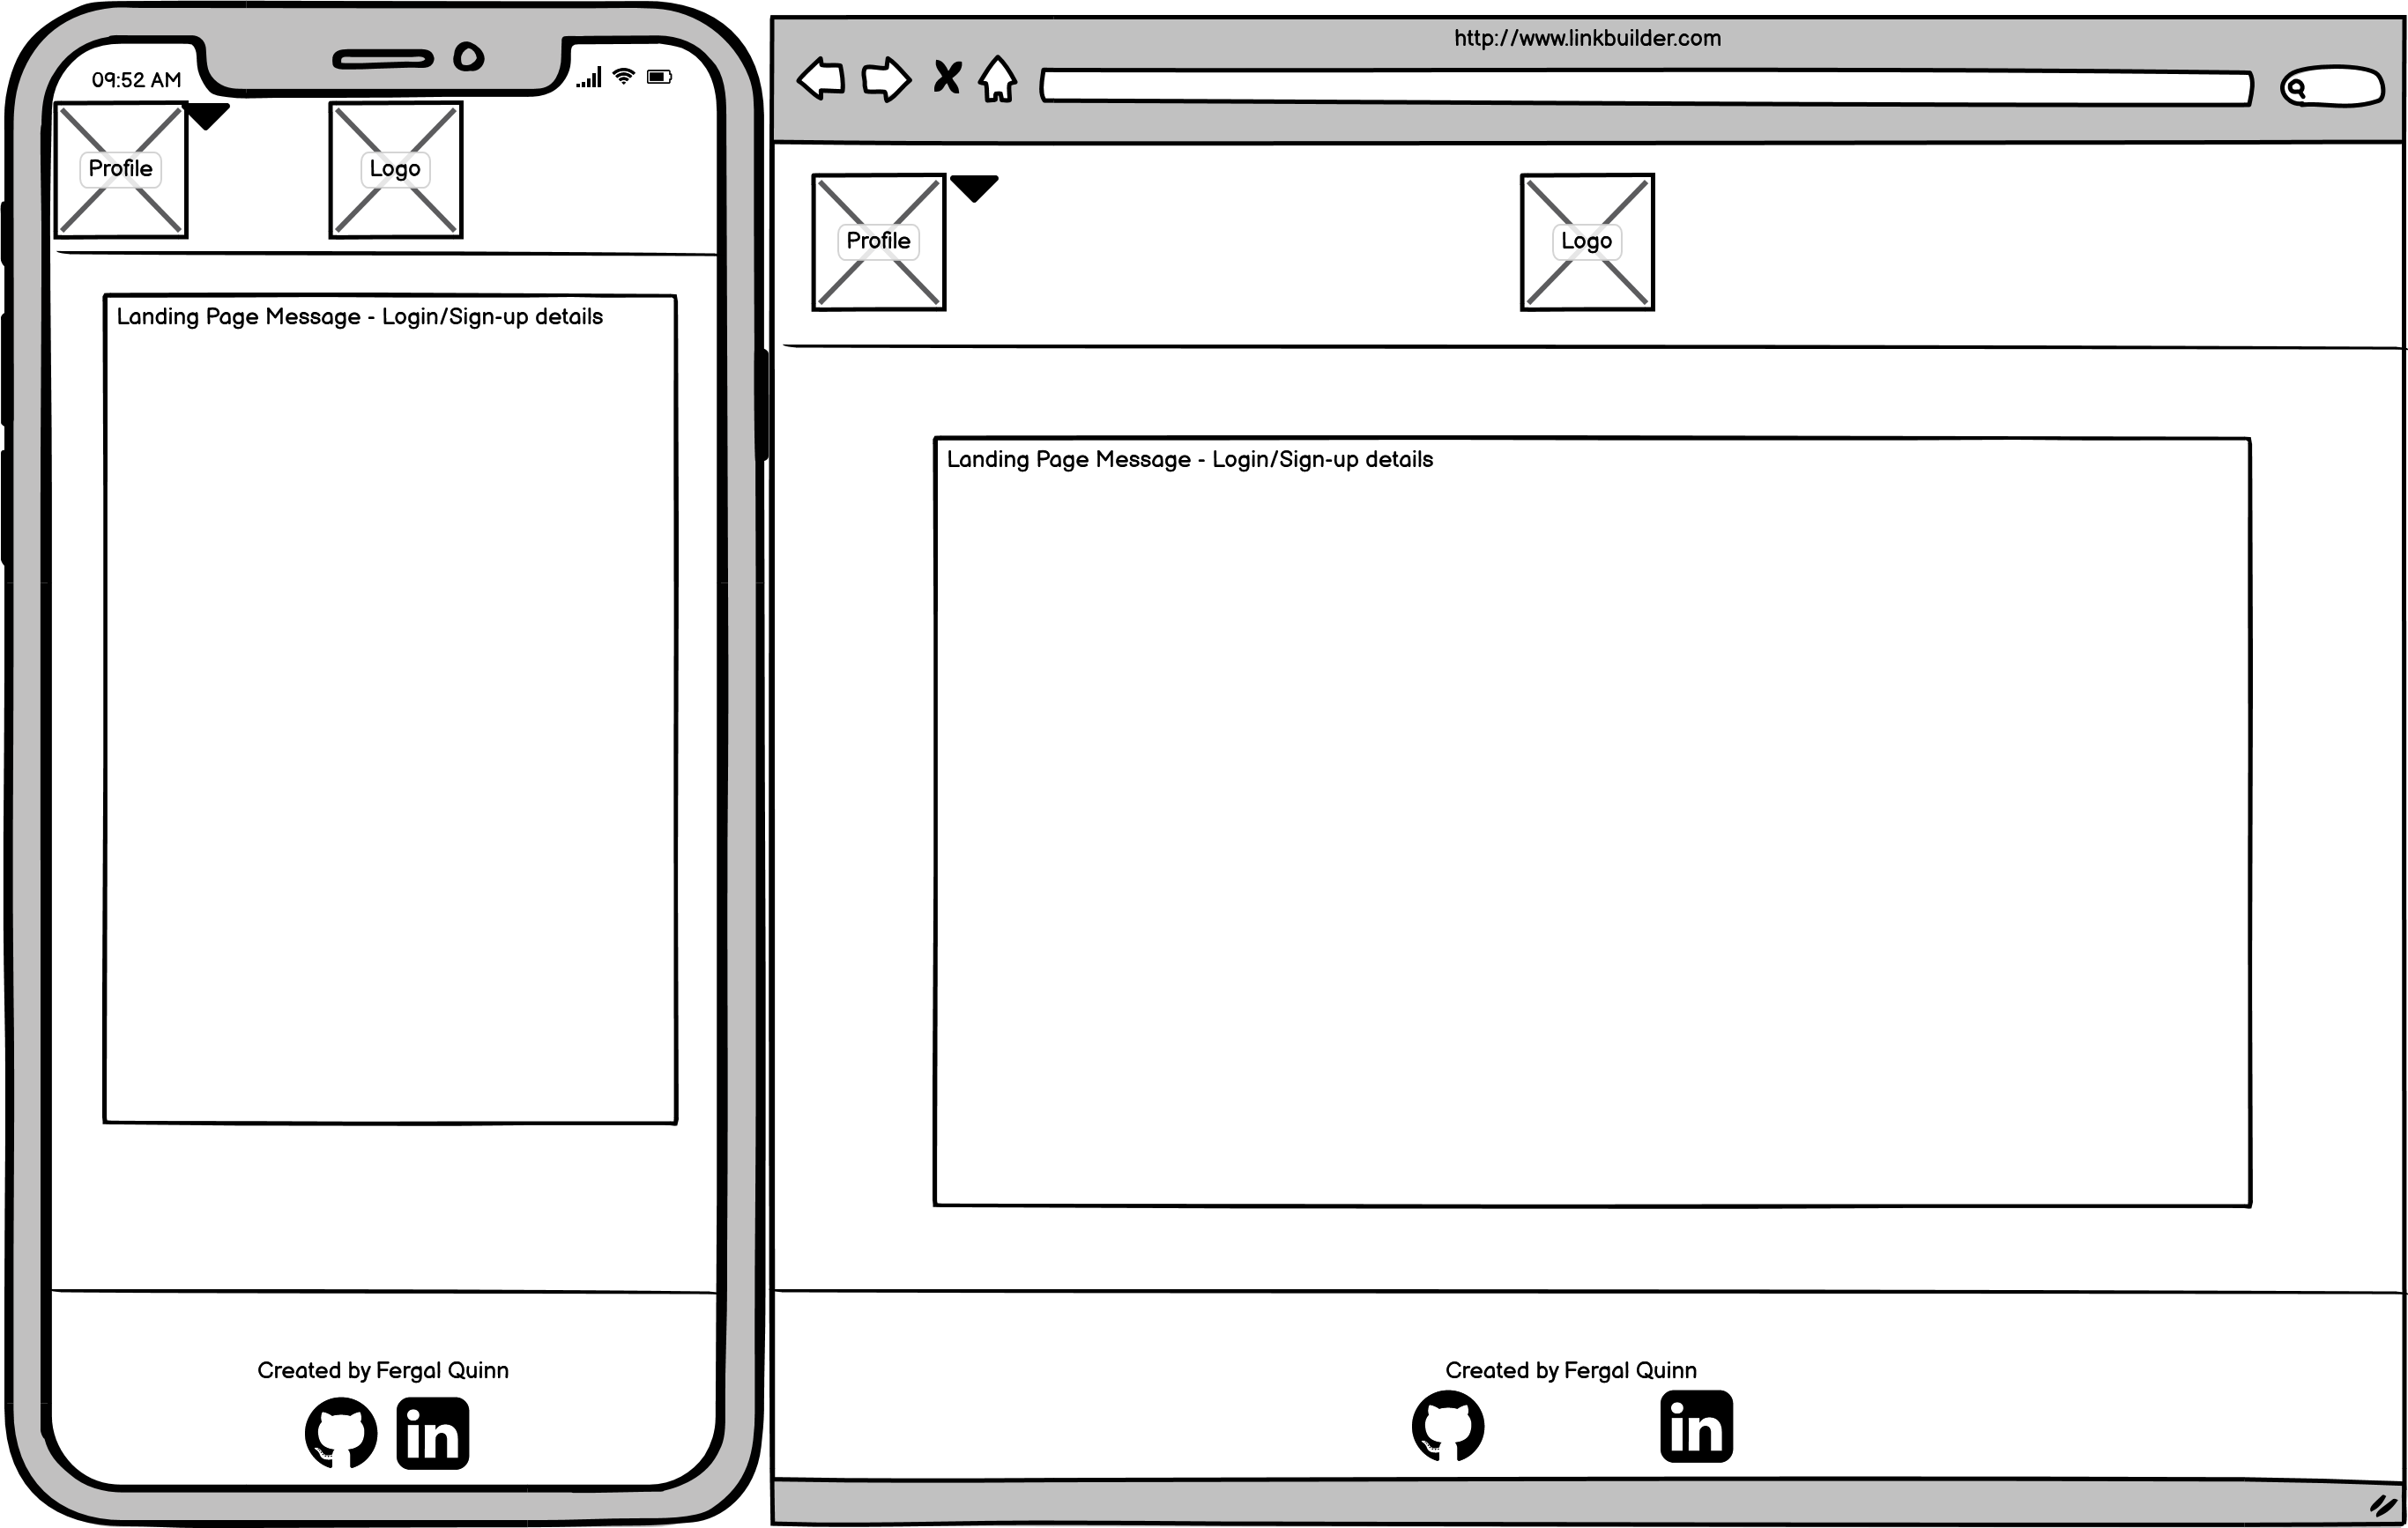 09:52 AM
Profile
Logo
Landing Page Message - Login/Sign-up details
Created by Fergal Quinn
in
http://www.linkbuilder.com
Profile
Logo
Landing Page Message - Login/Sign-up details
Created by Fergal Quinn
in